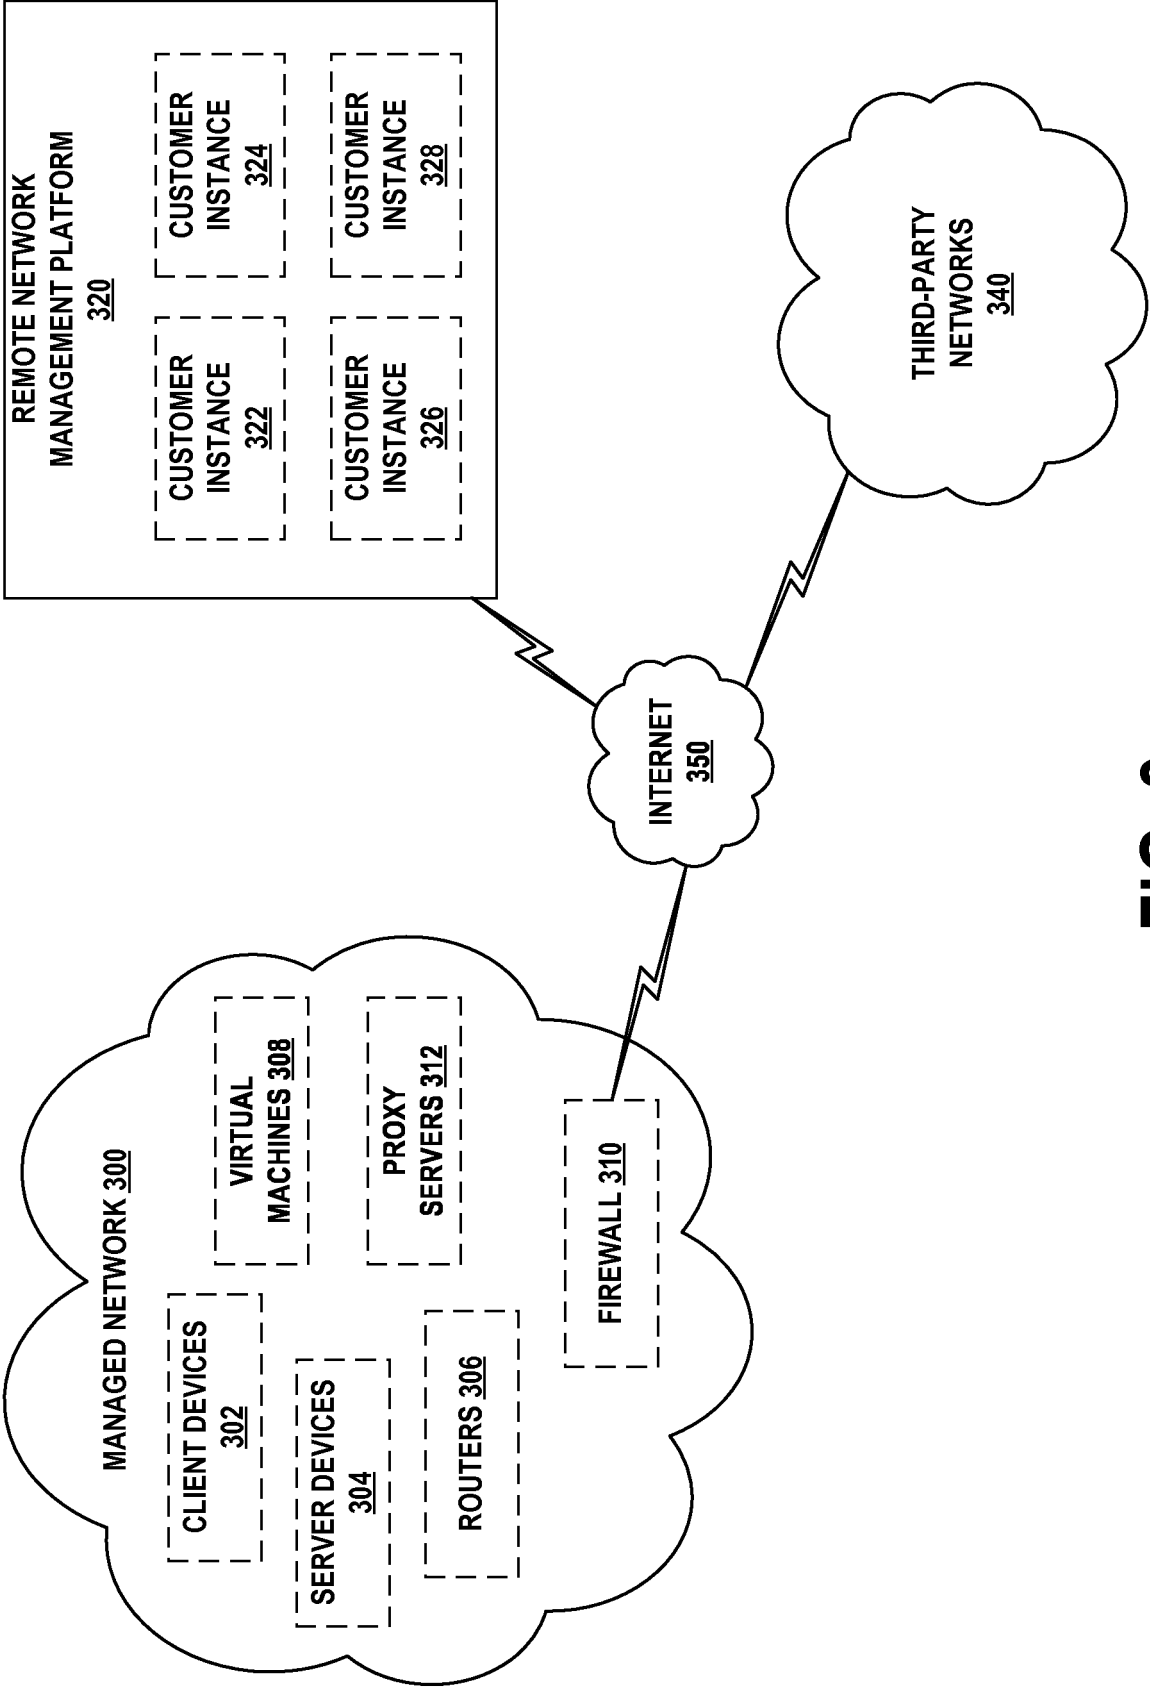 MANAGED NETWORK 300
CLIENT DEVICES
302
VIRTUAL
MACHINES 308
SERVER DEVICES
304
PROXY
SERVERS 312
ROUTERS 306
FIREWALL 310
INTERNET
350
REMOTE NETWORK
MANAGEMENT PLATFORM
320
CUSTOMER
INSTANCE
322
CUSTOMER
INSTANCE
324
CUSTOMER
INSTANCE
326
CUSTOMER
INSTANCE
328
THIRD-PARTY
NETWORKS
340
FIG.